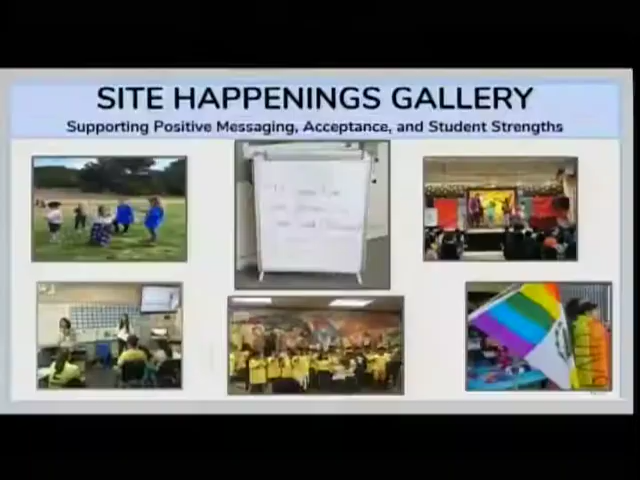 SITE HAPPENINGS GALLERY
Supporting Positive Messaging, Acceptance, and Student Strengths